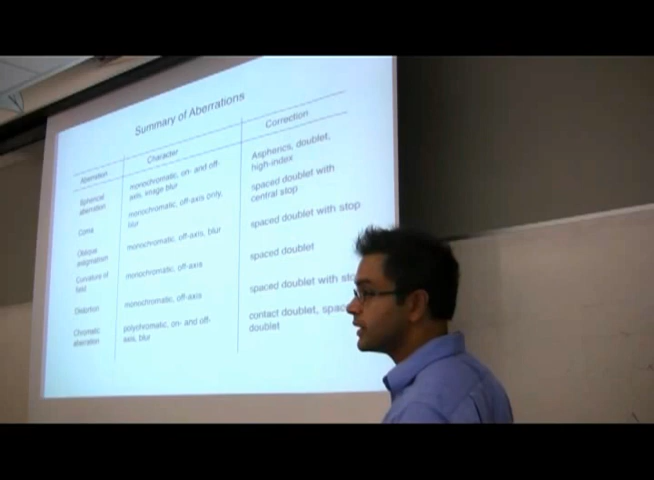 Summary of Aberrations
Aberration Character Correction
Spherical aberration monochromatic, on- and off-axis, image blur Aspherics, doublet, high-index
Coma monochromatic, off-axis only, blur spaced doublet with central stop
Oblique astigmatism monochromatic, off-axis, blur spaced doublet with stop
Curvature of field monochromatic, off-axis spaced doublet
Distortion monochromatic, off-axis spaced doublet with sto
Chromatic aberration polychromatic, on- and off-axis, blur contact doublet, spac doublet